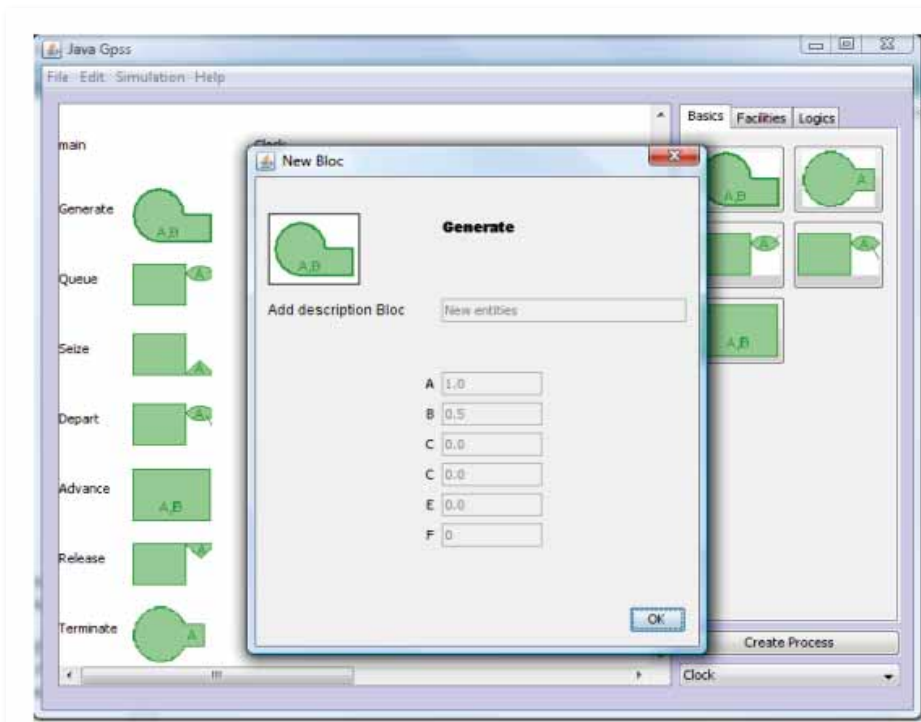 Java Gpss
File Edit Simulation Help
main
Generate
A,B
Queue
A
Seize
A
Depart
A
Advance
A,B
Release
A
Terminate
A
New Bloc
A,B
Generate
Add description Bloc
New entities
A 1.0
B 0.5
C 0.0
C 0.0
E 0.0
F 0
OK
Basics Facilities Logics
A,B
A
A
A
A,B
Create Process
Clock